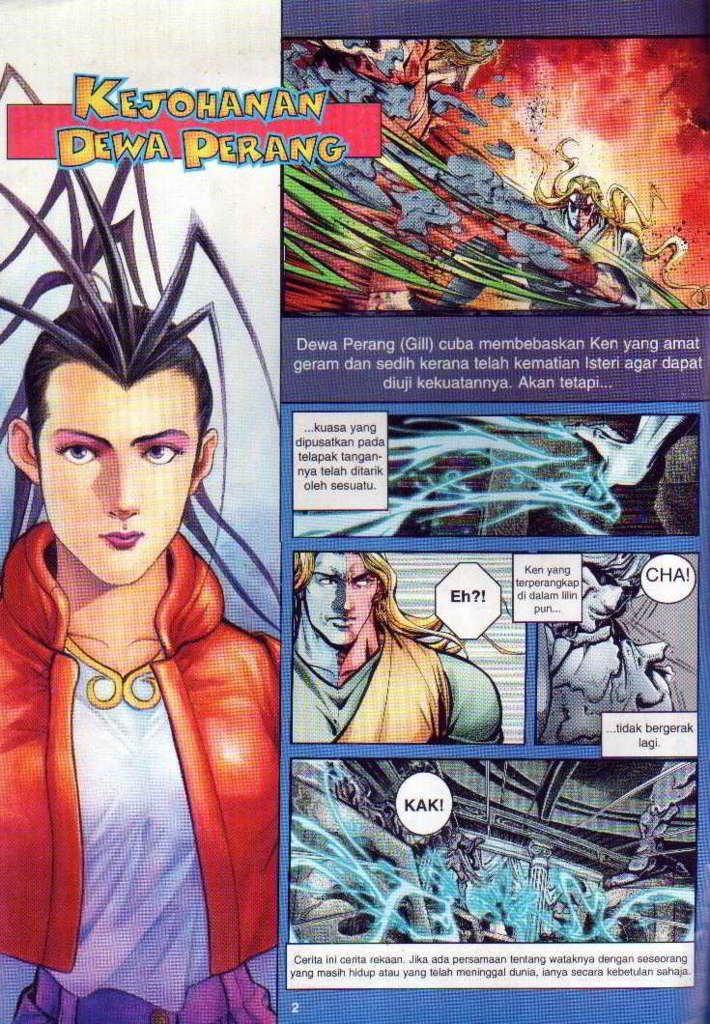 KEJOHANAN
DEWA PERANG
Dewa Perang (Gill) cuba membebaskan Ken yang amat
geram dan sedih kerana telah kematian Isteri agar dapat
diuji kekuatannya. Akan tetapi...
...kuasa yang
dipusatkan pada
telapak tangan-
nya telah ditarik
oleh sesuatu.
Eh?!
Ken yang
terperangkap
di dalam lilin
pun...
CHA!
...tidak bergerak
lagi.
KAK!
Cerita ini cerita rekaan. Jika ada persamaan tentang wataknya dengan seseorang
yang masih hidup atau yang telah meninggal dunia, ianya secara kebetulan sahaja.
2